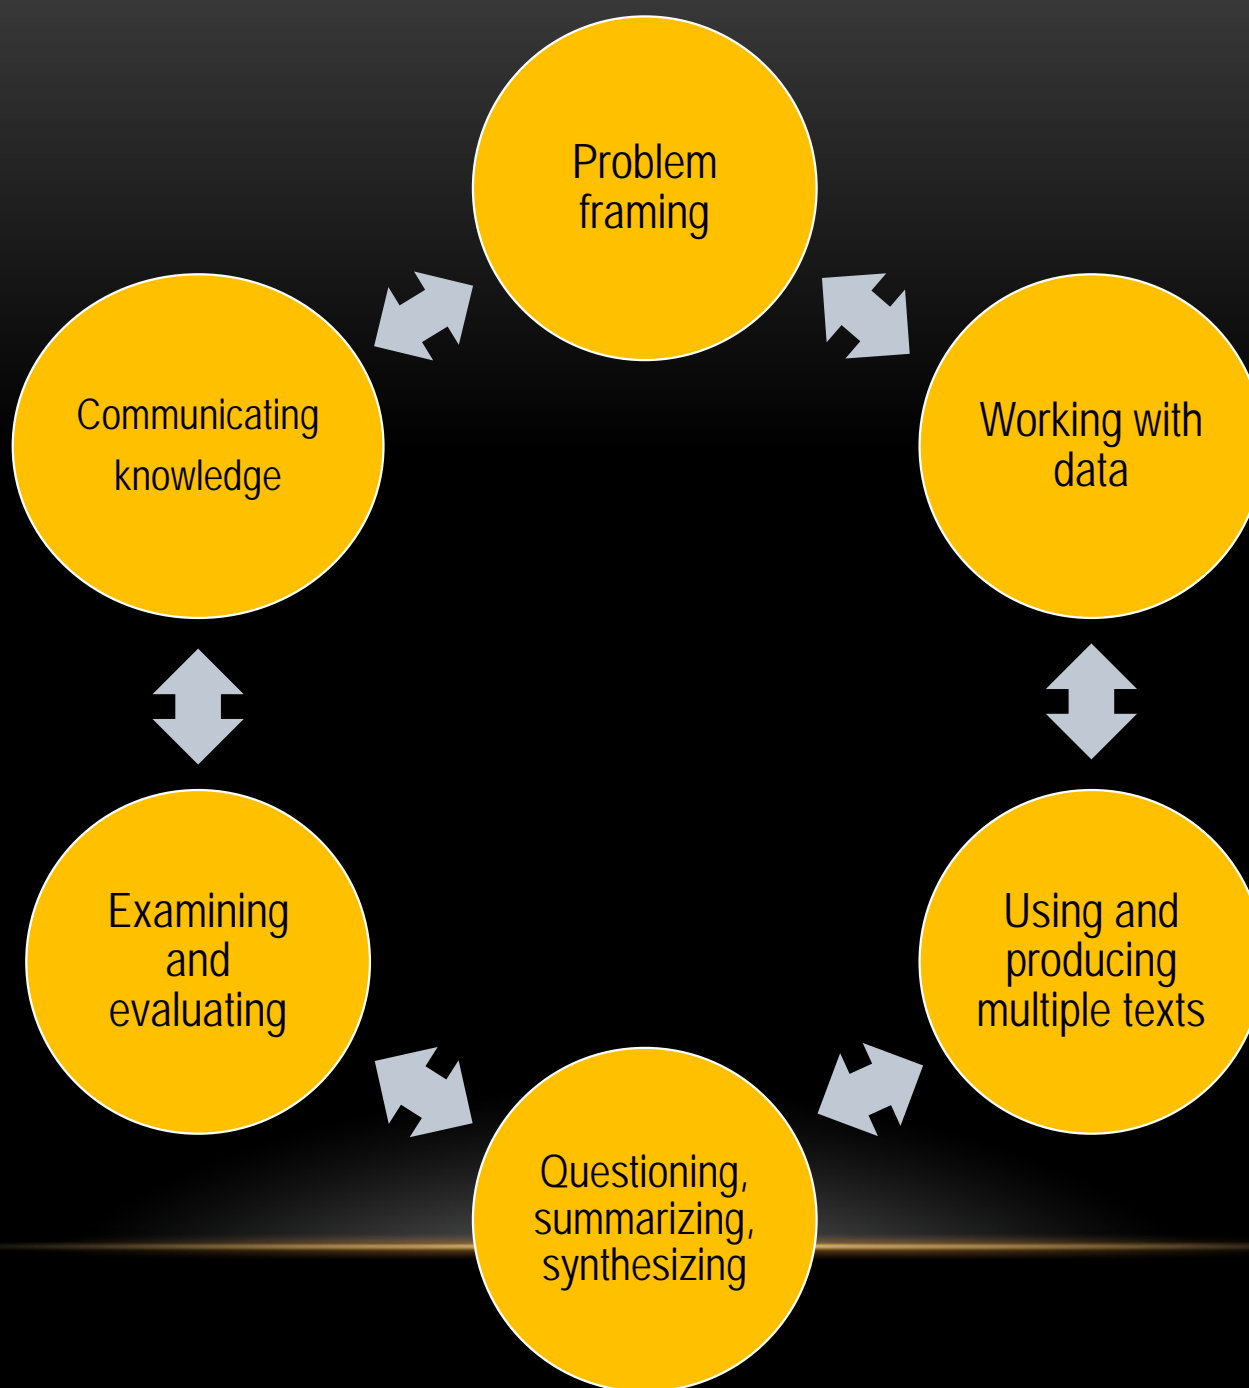 Problem
framing
Working with
data
Using and
producing
multiple texts
Questioning,
summarizing,
synthesizing
Examining
and
evaluating
Communicating
knowledge